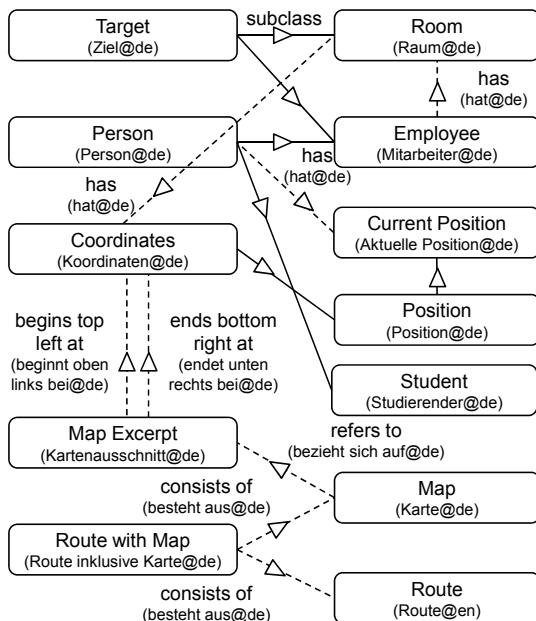 Target
(Ziel@de)
subclass
Room
(Raum@de)
has
(hat@de)
Person
(Person@de)
has
(hat@de)
Employee
(Mitarbeiter@de)
has
(hat@de)
Coordinates
(Koordinaten@de)
Current Position
(Aktuelle Position@de)
begins top
left at
(beginnt oben
links bei@de)
ends bottom
right at
(endet unten
rechts bei@de)
Position
(Position@de)
Student
(Studierender@de)
Map Excerpt
(Kartenausschnitt@de)
refers to
(bezieht sich auf@de)
consists of
(besteht aus@de)
Map
(Karte@de)
Route with Map
(Route inklusive Karte@de)
consists of
(besteht aus@de)
Route
(Route@en)